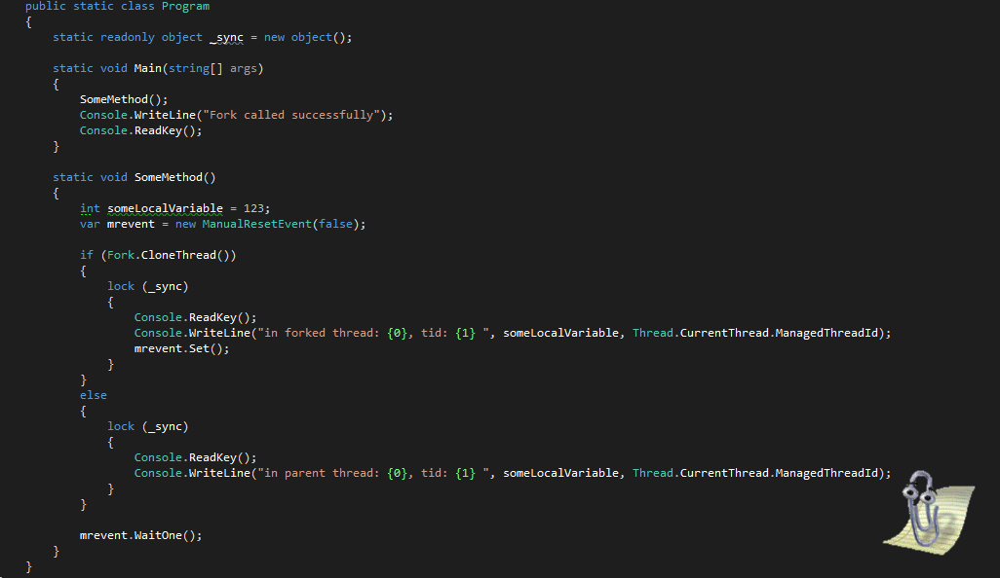 public static class Program
{
    static readonly object _sync = new object();

    static void Main(string[] args)
    {
        SomeMethod();
        Console.WriteLine("Fork called successfully");
        Console.ReadKey();
    }

    static void SomeMethod()
    {
        int someLocalVariable = 123;
        var mrevent = new ManualResetEvent(false);

        if (Fork.CloneThread())
        {
            lock (_sync)
            {
                Console.ReadKey();
                Console.WriteLine("in forked thread: {0}, tid: {1} ", someLocalVariable, Thread.CurrentThread.ManagedThreadId);
                mrevent.Set();
            }
        }
        else
        {
            lock (_sync)
            {
                Console.ReadKey();
                Console.WriteLine("in parent thread: {0}, tid: {1} ", someLocalVariable, Thread.CurrentThread.ManagedThreadId);
            }
        }

        mrevent.WaitOne();
    }
}